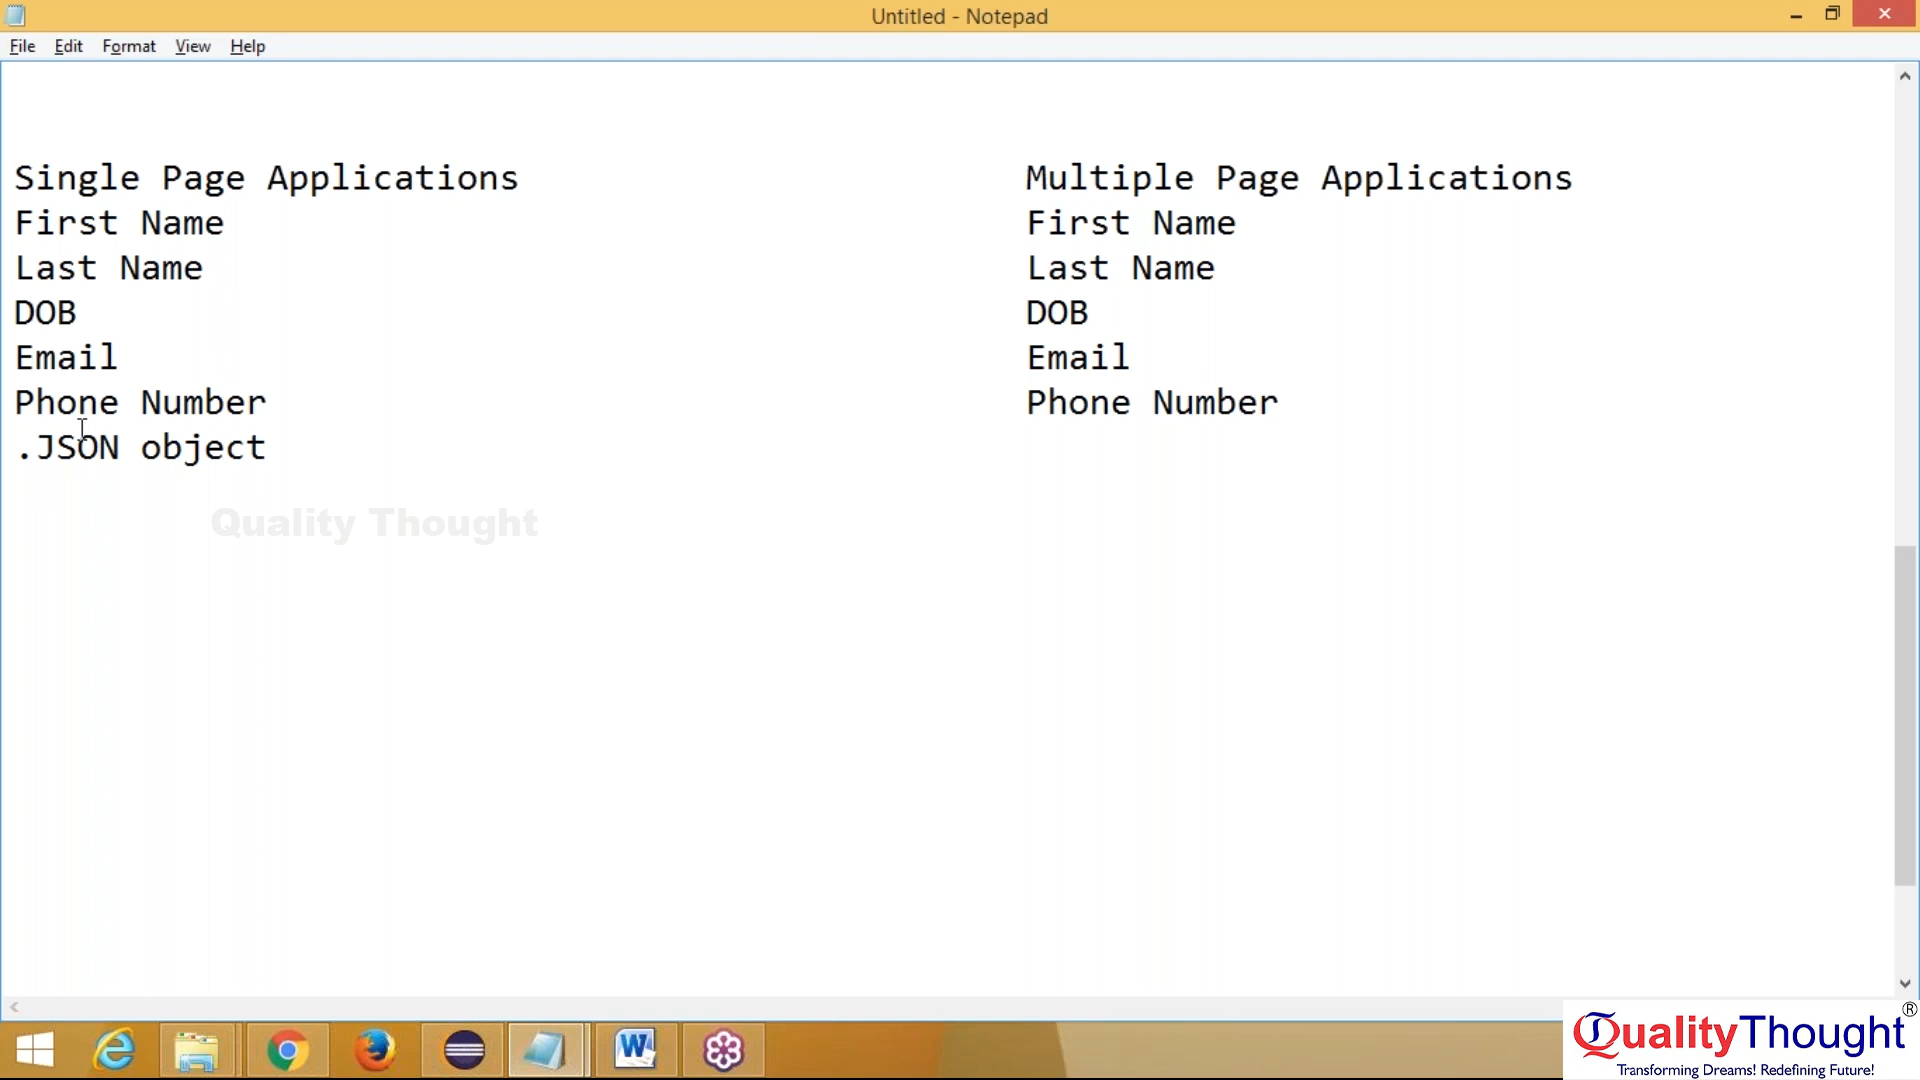 Untitled - Notepad
File Edit Format View Help
Single Page Applications
First Name
Last Name
DOB
Email
Phone Number
.JSON object
Multiple Page Applications
First Name
Last Name
DOB
Email
Phone Number
Quality Thought
QualityThought®
Transforming Dreams! Redefining Future!